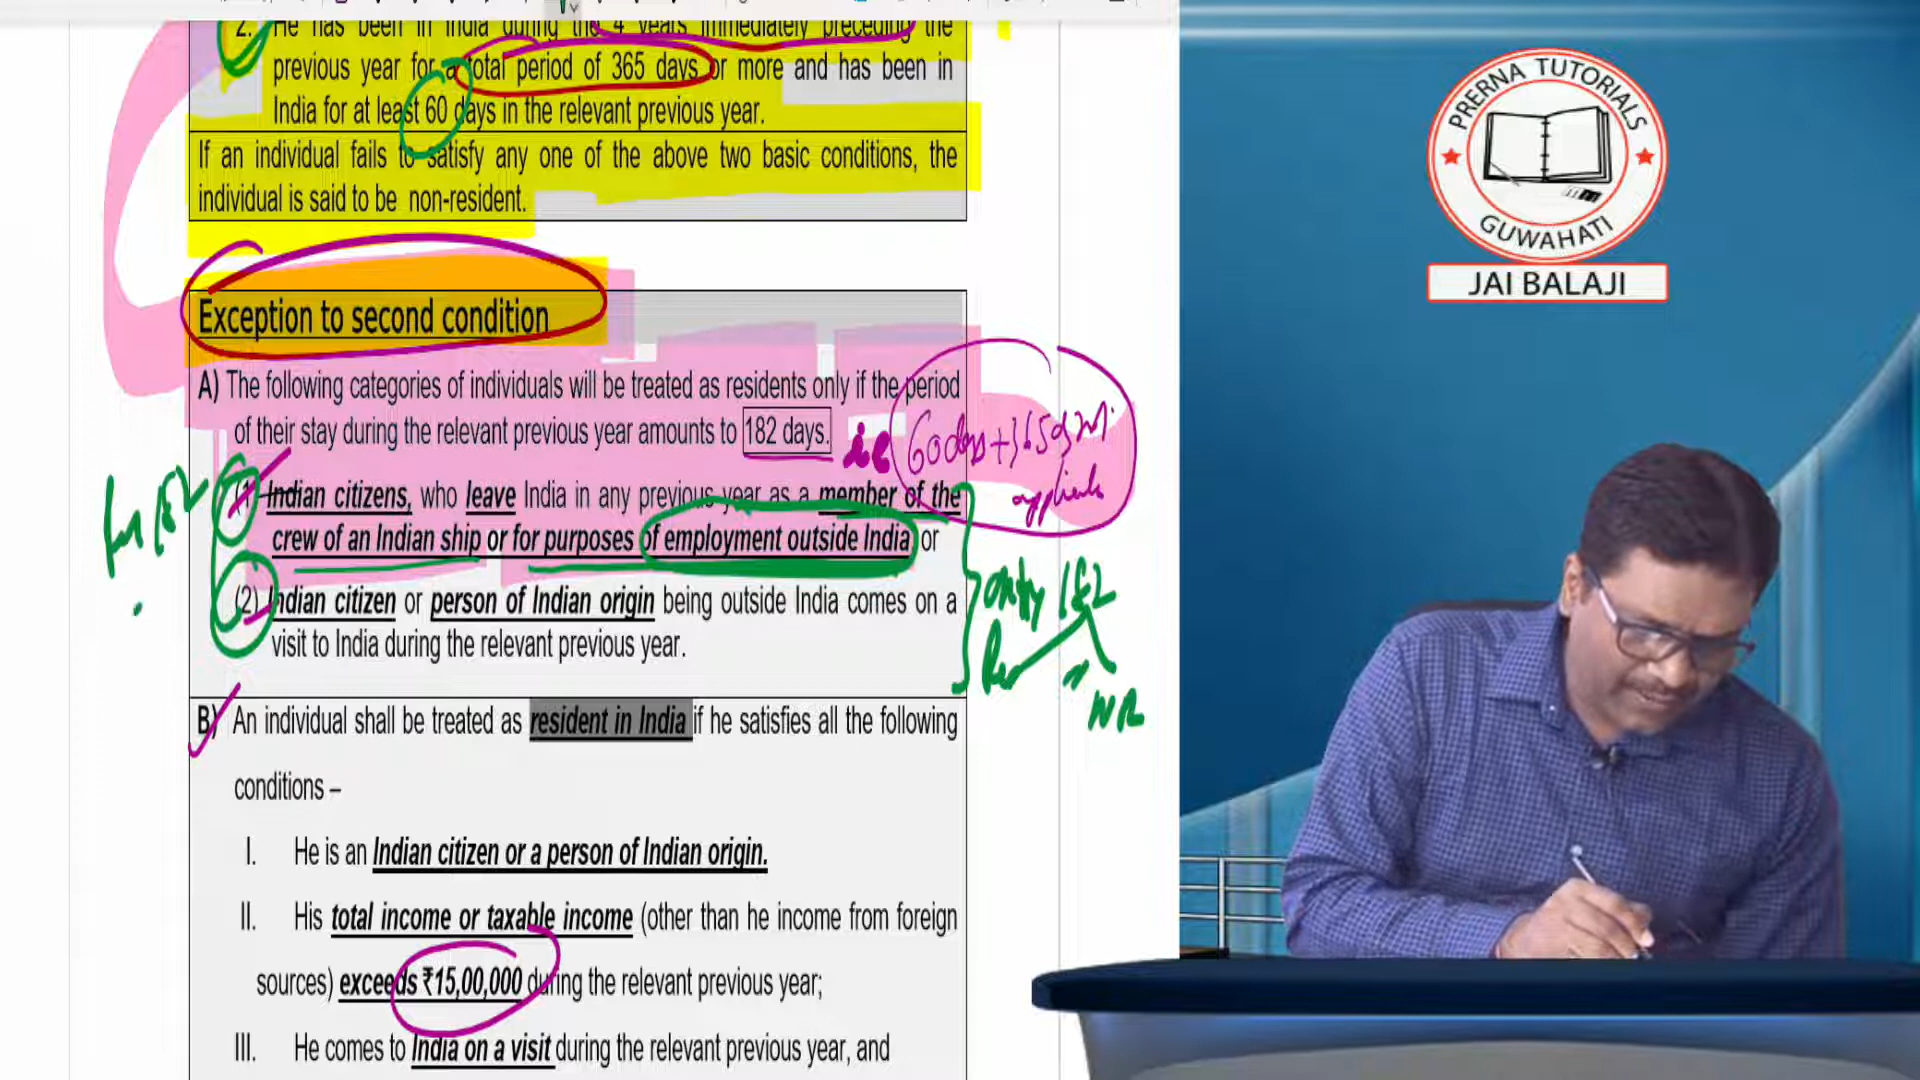 2. He has been in India during the 4 years immediately preceding the
previous year for a total period of 365 days or more and has been in
India for at least 60 days in the relevant previous year.
If an individual fails to satisfy any one of the above two basic conditions, the
individual is said to be non-resident.
Exception to second condition
A) The following categories of individuals will be treated as residents only if the period
of their stay during the relevant previous year amounts to 182 days.
ie 60 days + 365
(1) Indian citizens, who leave India in any previous year as a member of the
crew of an Indian ship or for purposes of employment outside India or
(2) Indian citizen or person of Indian origin being outside India comes on a
visit to India during the relevant previous year.
only 182
NR
B) An individual shall be treated as resident in India if he satisfies all the following
conditions –
I. He is an Indian citizen or a person of Indian origin.
II. His total income or taxable income (other than he income from foreign
sources) exceeds ₹15,00,000 during the relevant previous year;
III. He comes to India on a visit during the relevant previous year, and
PRERNA TUTORIALS
GUWAHATI
JAI BALAJI